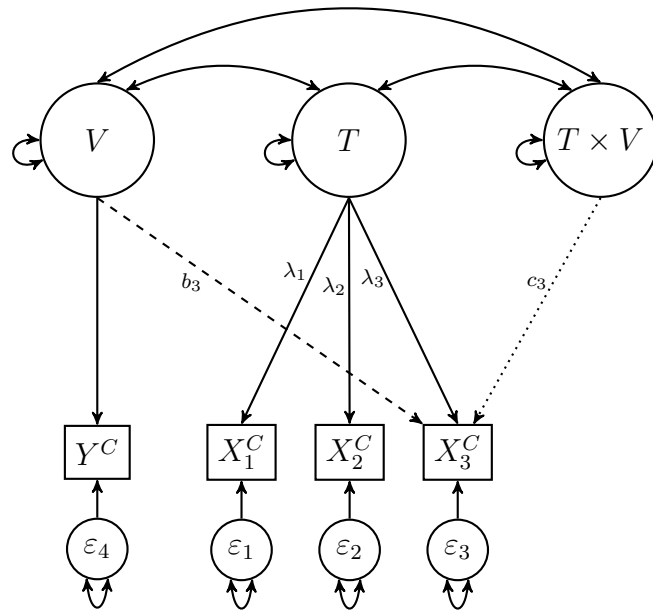 V T T × V
b₃ λ₁ λ₂ λ₃ c₃
Y^C X₁^C X₂^C X₃^C
ε₄ ε₁ ε₂ ε₃